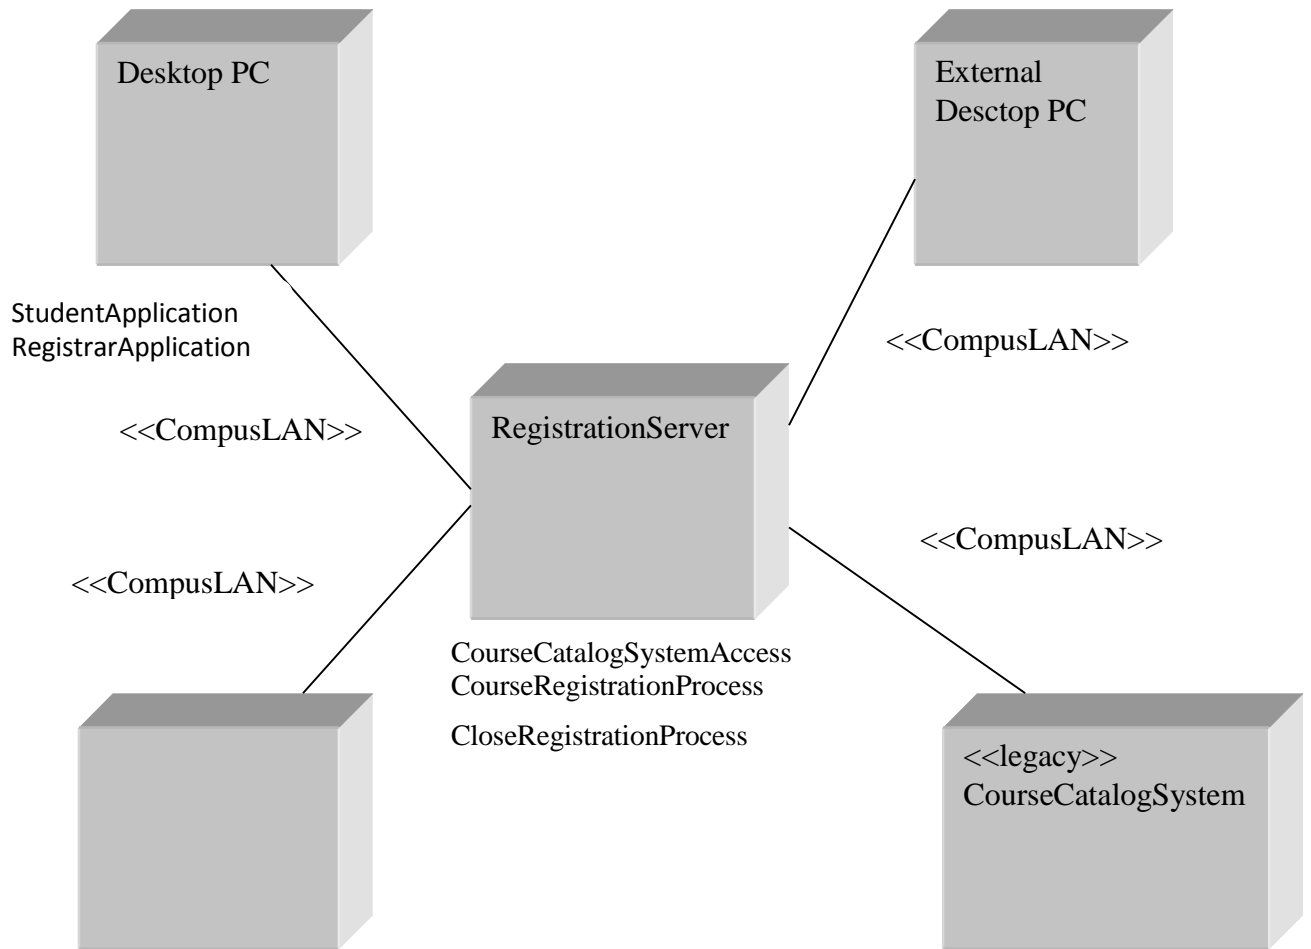 Desktop PC
External
Desctop PC
StudentApplication
RegistrarApplication
<<CompusLAN>>
<<CompusLAN>>
RegistrationServer
<<CompusLAN>>
<<CompusLAN>>
CourseCatalogSystemAccess
CourseRegistrationProcess
CloseRegistrationProcess
<<legacy>>
CourseCatalogSystem